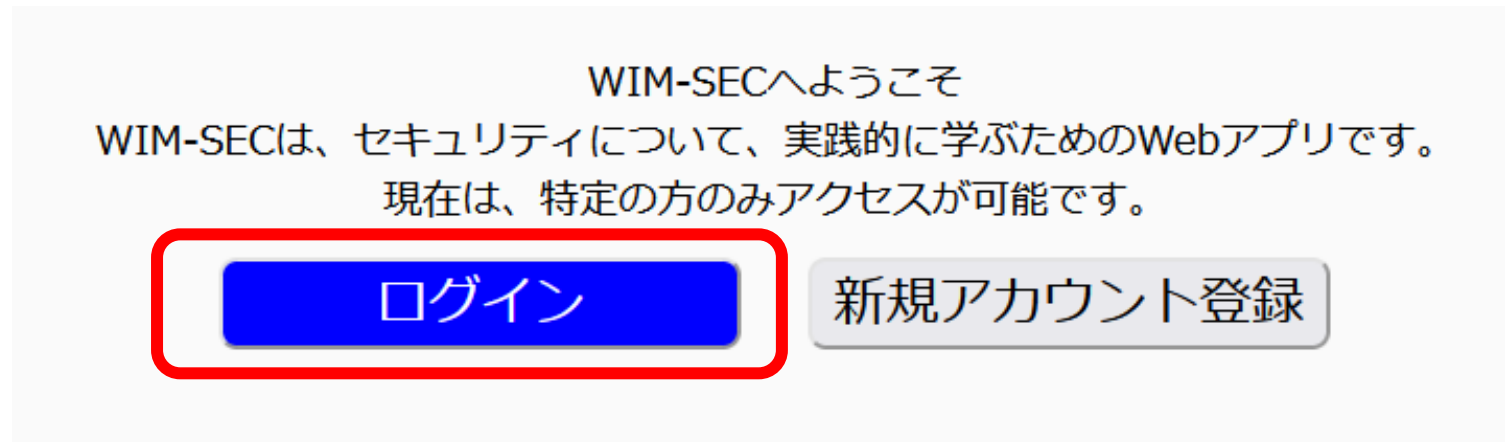 WIM-SECへようこそ
WIM-SECは、セキュリティについて、実践的に学ぶためのWebアプリです。
現在は、特定の方のみアクセスが可能です。
ログイン
新規アカウント登録